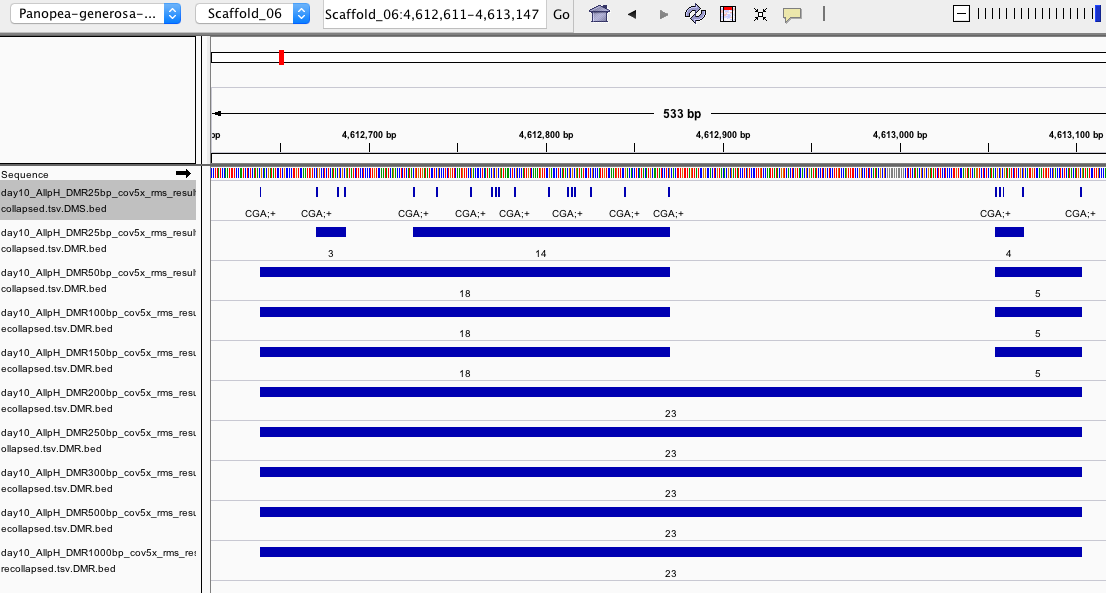 Panopea-generosa-... Scaffold_06 Scaffold_06:4,612,611-4,613,147 Go
533 bp
bp 4,612,700 bp 4,612,800 bp 4,612,900 bp 4,613,000 bp 4,613,100 bp
Sequence
day10_AllpH_DMR25bp_cov5x_rms_resul
collapsed.tsv.DMS.bed
CGA;+ CGA;+ CGA;+ CGA;+ CGA;+ CGA;+ CGA;+ CGA;+ CGA;+ CGA;+
day10_AllpH_DMR25bp_cov5x_rms_resul
collapsed.tsv.DMR.bed
3 14 4
day10_AllpH_DMR50bp_cov5x_rms_resul
collapsed.tsv.DMR.bed
18 5
day10_AllpH_DMR100bp_cov5x_rms_resu
ecollapsed.tsv.DMR.bed
18 5
day10_AllpH_DMR150bp_cov5x_rms_resu
ecollapsed.tsv.DMR.bed
18 5
day10_AllpH_DMR200bp_cov5x_rms_resu
ecollapsed.tsv.DMR.bed
23
day10_AllpH_DMR250bp_cov5x_rms_resu
ollapsed.tsv.DMR.bed
23
day10_AllpH_DMR300bp_cov5x_rms_resu
ecollapsed.tsv.DMR.bed
23
day10_AllpH_DMR500bp_cov5x_rms_resu
ecollapsed.tsv.DMR.bed
23
day10_AllpH_DMR1000bp_cov5x_rms_res
recollapsed.tsv.DMR.bed
23